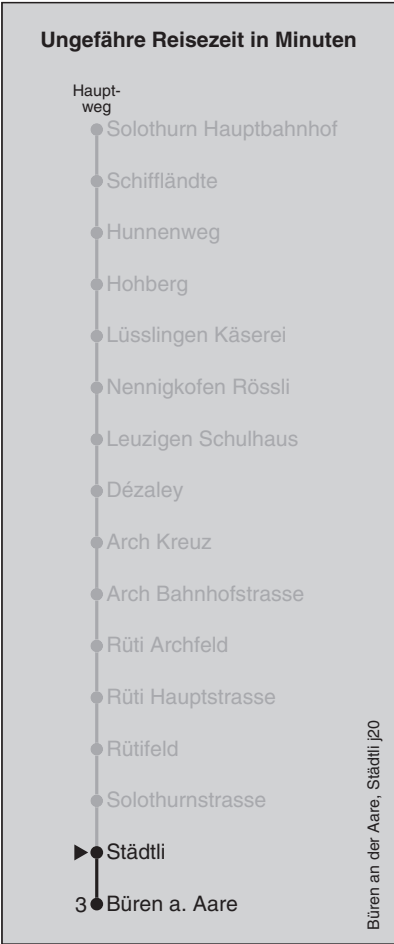 Ungefähre Reisezeit in Minuten
Haupt-
weg
Solothurn Hauptbahnhof
Schiffländte
Hunnenweg
Hohberg
Lüsslingen Käserei
Nennigkofen Rössli
Leuzigen Schulhaus
Dézaley
Arch Kreuz
Arch Bahnhofstrasse
Rüti Archfeld
Rüti Hauptstrasse
Rütifeld
Solothurnstrasse
Städtli
3 Büren a. Aare
Büren an der Aare, Städtli j20